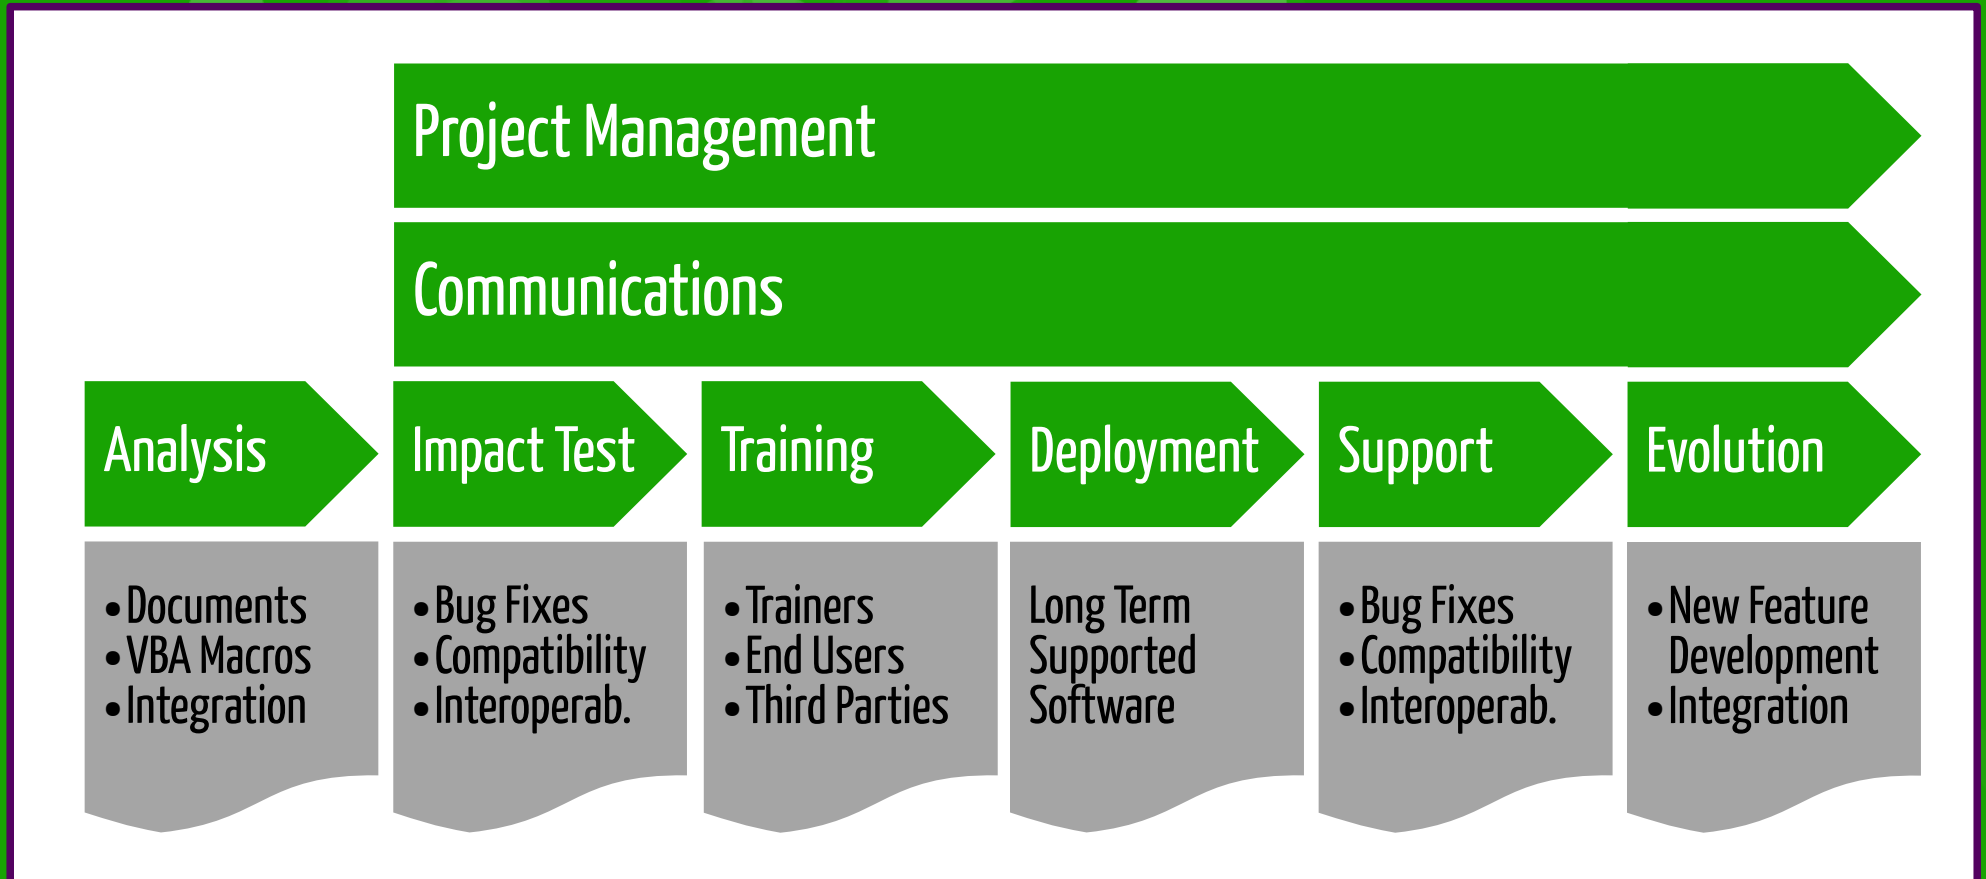 Project Management
Communications
Analysis
Impact Test
Training
Deployment
Support
Evolution
•Documents
•VBA Macros
•Integration
•Bug Fixes
•Compatibility
•Interoperab.
•Trainers
•End Users
•Third Parties
Long Term
Supported
Software
•Bug Fixes
•Compatibility
•Interoperab.
•New Feature
Development
•Integration